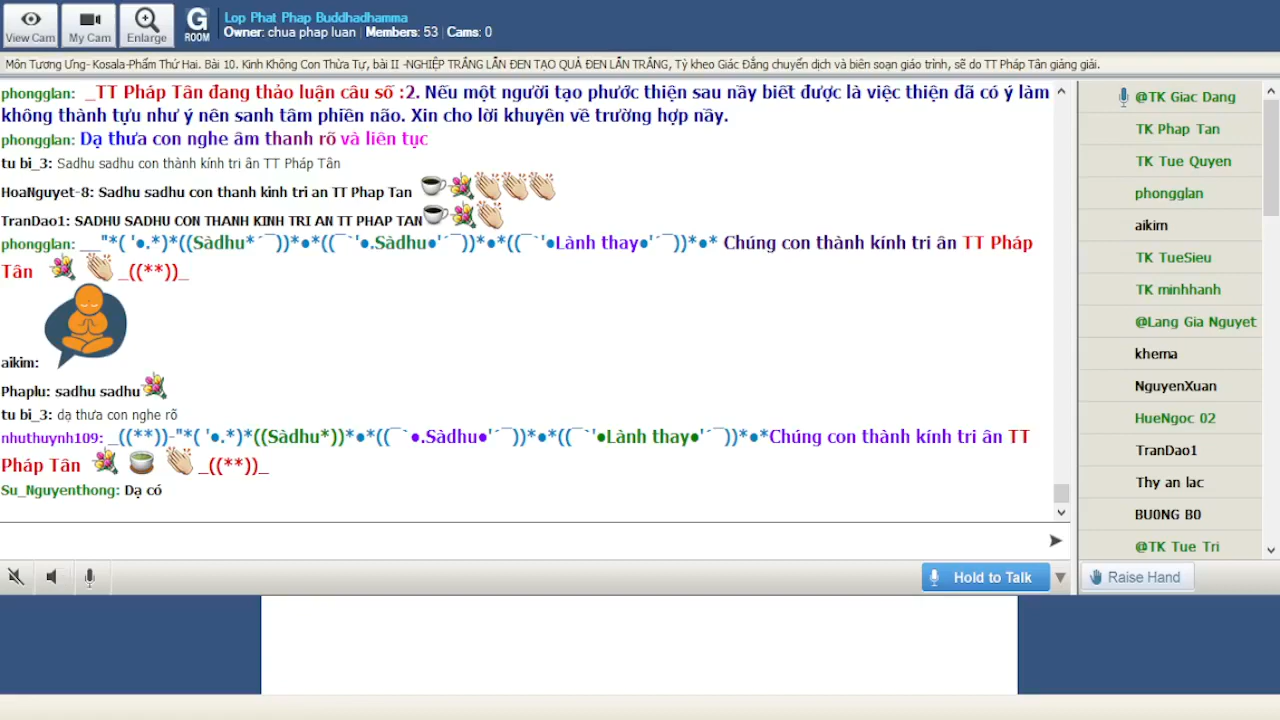 View Cam
My Cam
Enlarge
G
ROOM
Lop Phat Phap Buddhadhamma
Owner: chua phap luan | Members: 53 | Cams: 0
Môn Tương Ưng- Kosala-Phẩm Thứ Hai. Bài 10. Kinh Không Con Thừa Tự, bài II -NGHIỆP TRẮNG LẪN ĐEN TẠO QUẢ ĐEN LẪN TRẮNG, Tỳ kheo Giác Đẳng chuyển dịch và biên soạn giáo trình, sẽ do TT Pháp Tân giảng giải.
phongglan: _TT Pháp Tân đang thảo luận câu số :2. Nếu một người tạo phước thiện sau nầy biết được là việc thiện đã có ý làm
không thành tựu như ý nên sanh tâm phiền não. Xin cho lời khuyên về trường hợp nầy.
phongglan: Dạ thưa con nghe âm thanh rõ và liên tục
tu bi_3: Sadhu sadhu con thành kính tri ân TT Pháp Tân
HoaNguyet-8: Sadhu sadhu con thanh kinh tri an TT Phap Tan
TranDao1: SADHU SADHU CON THANH KINH TRI AN TT PHAP TAN
phongglan: __"*( '●.*)*((Sàdhu*´¯))*●*((¯`'●.Sàdhu●'´¯))*●*((¯`'●Lành thay●'´¯))*●* Chúng con thành kính tri ân TT Pháp
Tân _((**))_
aikim:
Phaplu: sadhu sadhu
tu bi_3: dạ thưa con nghe rõ
nhuthuynh109: _((**))-"*( '●.*)*((Sàdhu*))*●*((¯`●.Sàdhu●'´¯))*●*((¯`'●Lành thay●'´¯))*●*Chúng con thành kính tri ân TT
Pháp Tân _((**))_
Su_Nguyenthong: Dạ có
@TK Giac Dang
TK Phap Tan
TK Tue Quyen
phongglan
aikim
TK TueSieu
TK minhhanh
@Lang Gia Nguyet
khema
NguyenXuan
HueNgoc 02
TranDao1
Thy an lac
BU0NG B0
@TK Tue Tri
Hold to Talk
Raise Hand